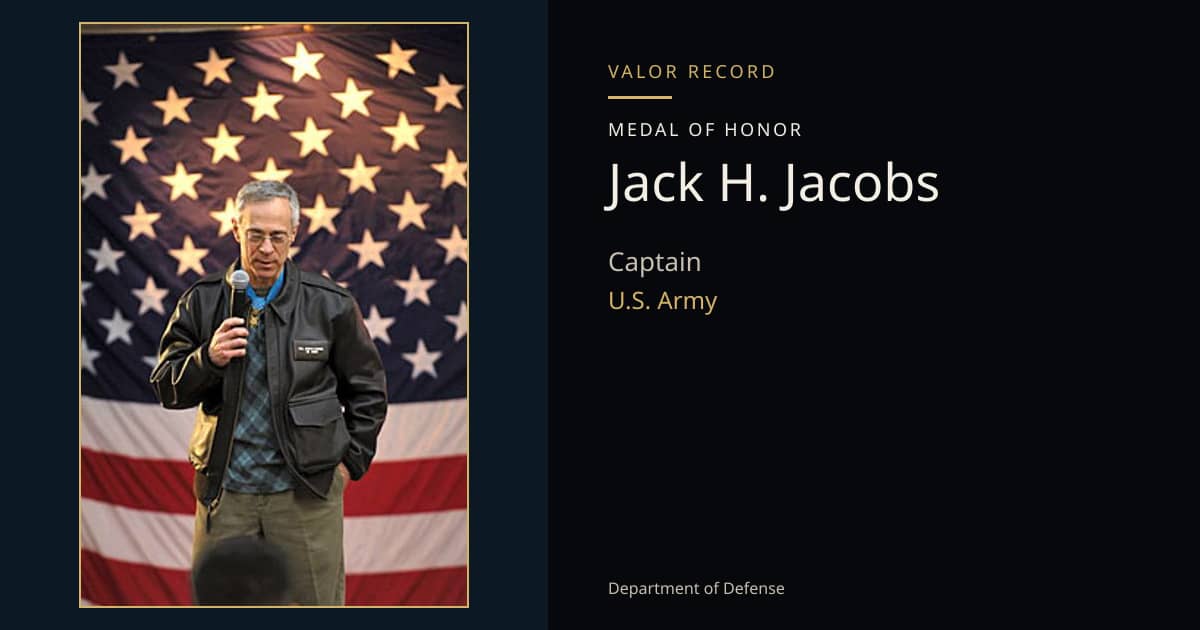 VALOR RECORD
MEDAL OF HONOR
Jack H. Jacobs
Captain
U.S. Army
Department of Defense